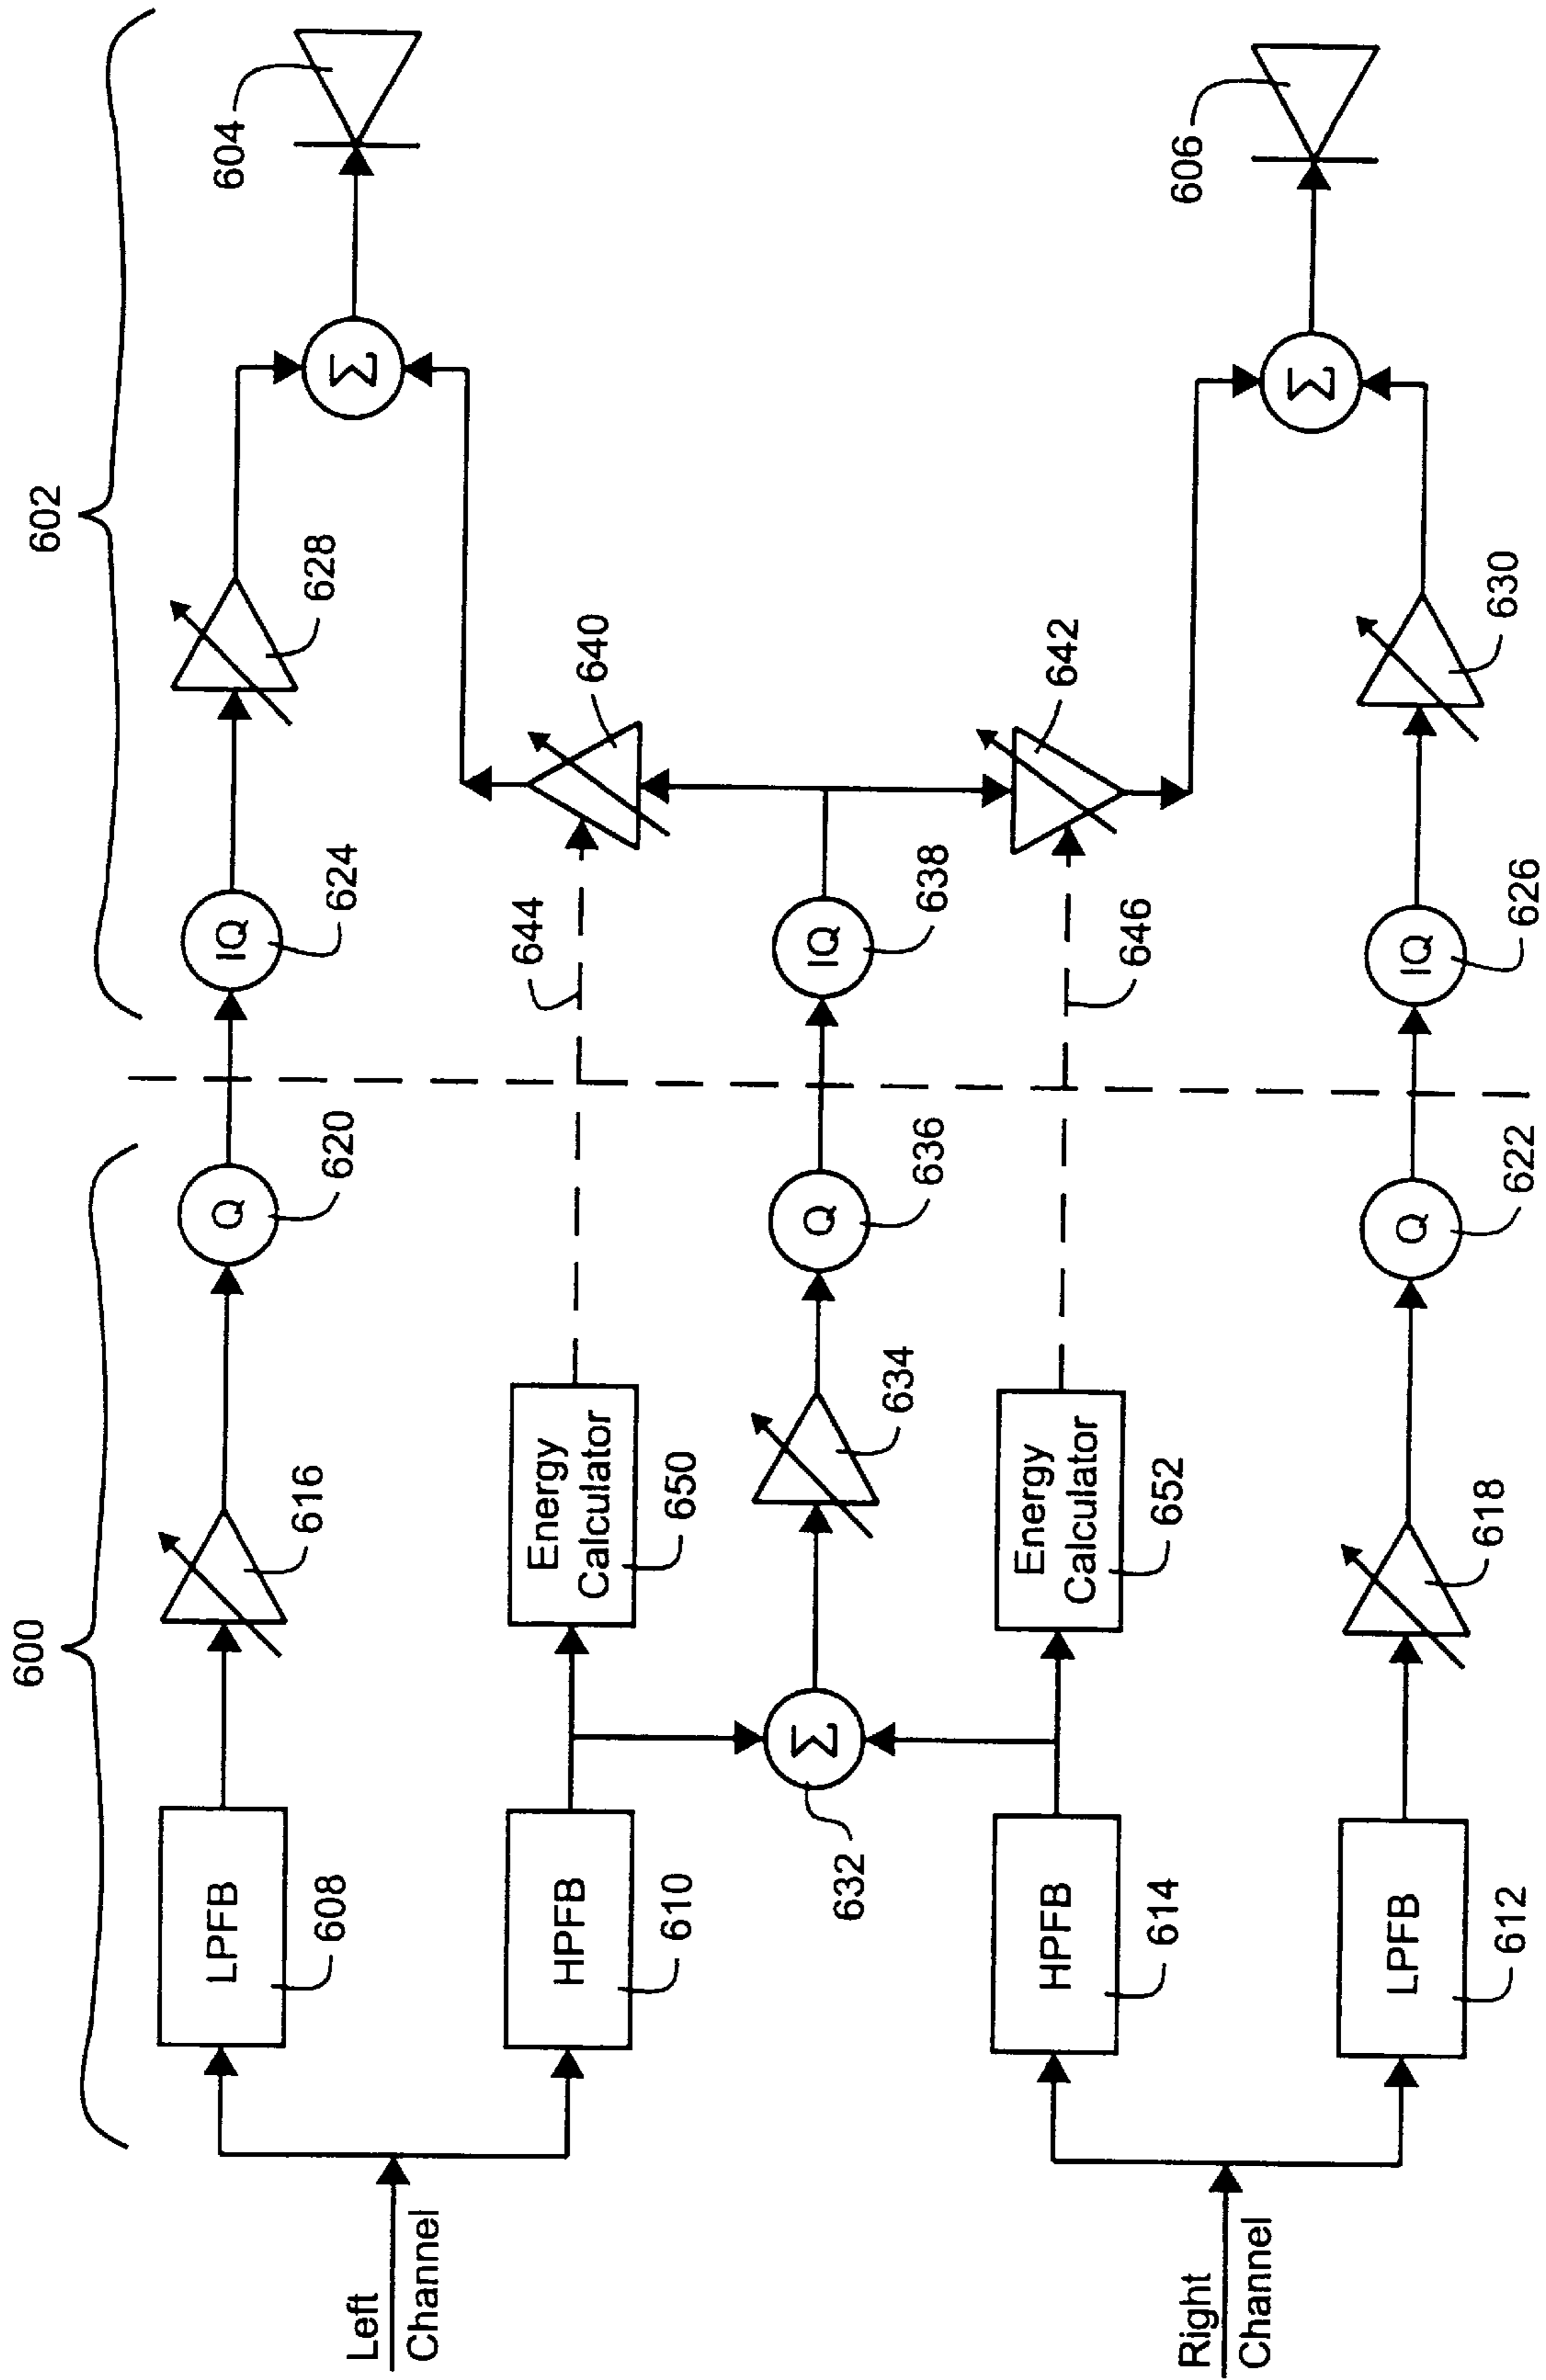 600
602
Left
Channel
LPFB
608
616
Q
620
IQ
624
628
Σ
604
HPFB
610
Energy
Calculator
650
644
640
632
Σ
634
Q
636
IQ
638
HPFB
614
Energy
Calculator
652
646
642
Right
Channel
LPFB
612
618
Q
622
IQ
626
630
Σ
606